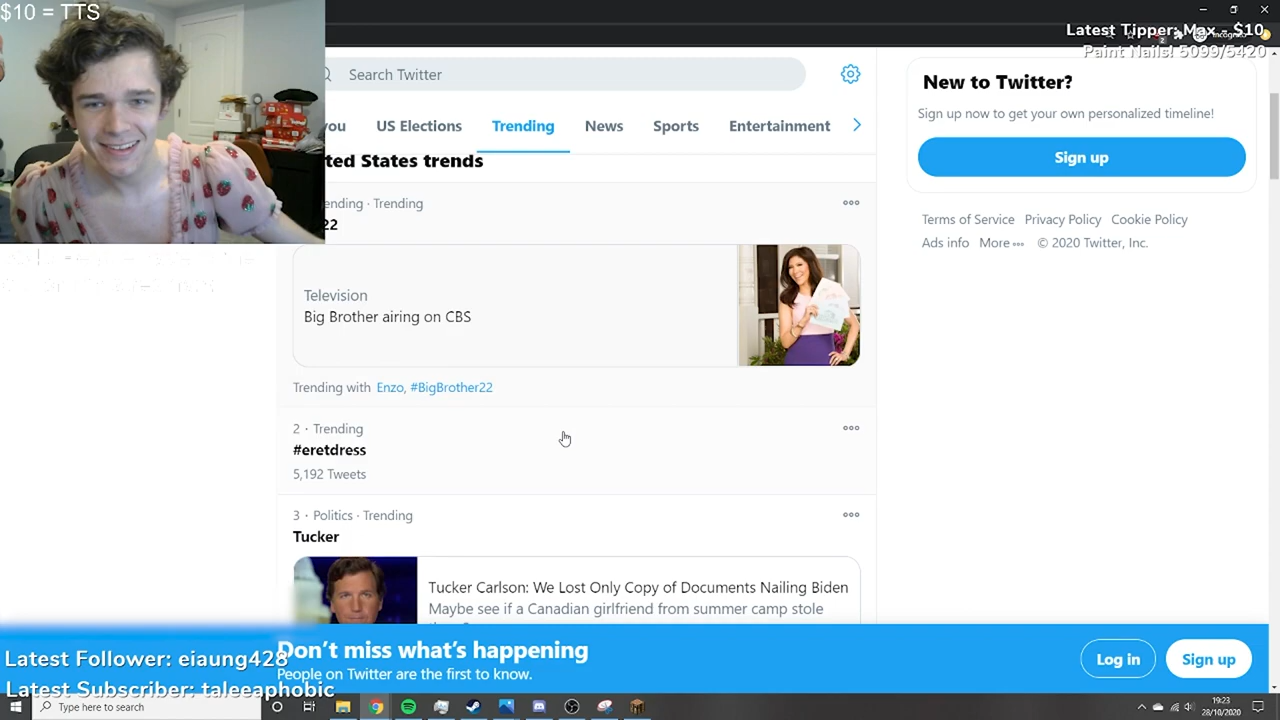 $10 = TTS
Latest Tipper: Max - $10
Paint Nails! 5099/5420
Search Twitter
you
US Elections
Trending
News
Sports
Entertainment
ted States trends
ending · Trending
22
Television
Big Brother airing on CBS
Trending with Enzo, #BigBrother22
2 · Trending
#eretdress
5,192 Tweets
3 · Politics · Trending
Tucker
Tucker Carlson: We Lost Only Copy of Documents Nailing Biden
Maybe see if a Canadian girlfriend from summer camp stole
New to Twitter?
Sign up now to get your own personalized timeline!
Sign up
Terms of Service Privacy Policy Cookie Policy
Ads info More ··· © 2020 Twitter, Inc.
Don't miss what's happening
People on Twitter are the first to know.
Log in
Sign up
Latest Follower: eiaung428
Latest Subscriber: taleeaphobic
Type here to search
19:23
28/10/2020